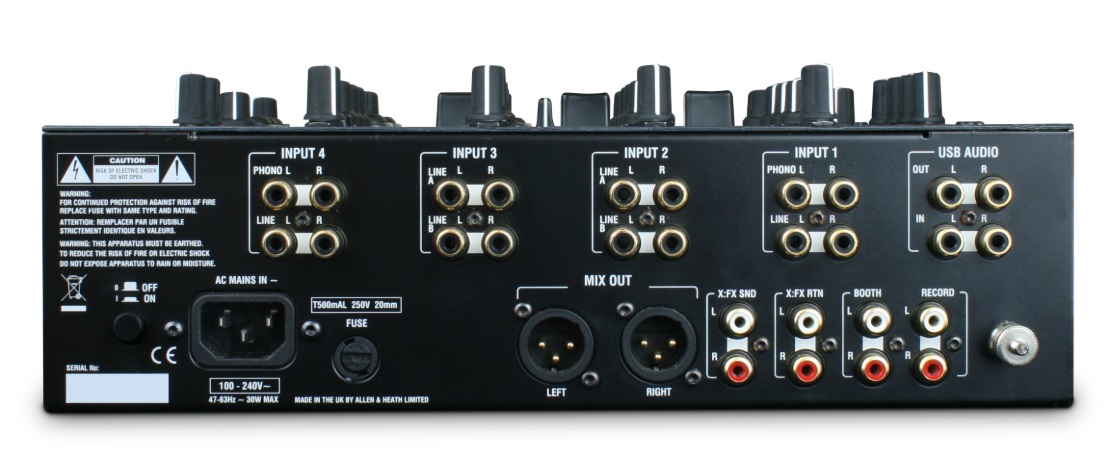 CAUTION
RISK OF ELECTRIC SHOCK
DO NOT OPEN
WARNING:
FOR CONTINUED PROTECTION AGAINST RISK OF FIRE
REPLACE FUSE WITH SAME TYPE AND RATING.
ATTENTION: REMPLACER PAR UN FUSIBLE
STRICTEMENT IDENTIQUE EN VALEURS.
WARNING: THIS APPARATUS MUST BE EARTHED.
TO REDUCE THE RISK OF FIRE OR ELECTRIC SHOCK
DO NOT EXPOSE APPARATUS TO RAIN OR MOISTURE.
INPUT 4
PHONO L R
LINE L R
INPUT 3
LINE A L R
LINE B L R
INPUT 2
LINE A L R
LINE B L R
INPUT 1
PHONO L R
LINE L R
USB AUDIO
OUT L R
IN L R
0 OFF
I ON
CE
SERIAL No:
AC MAINS IN ~
100 - 240V~
47-63Hz ~ 30W MAX
T500mAL 250V 20mm
FUSE
MADE IN THE UK BY ALLEN & HEATH LIMITED
MIX OUT
LEFT
RIGHT
X:FX SND
L
R
X:FX RTN
L
R
BOOTH
L
R
RECORD
L
R